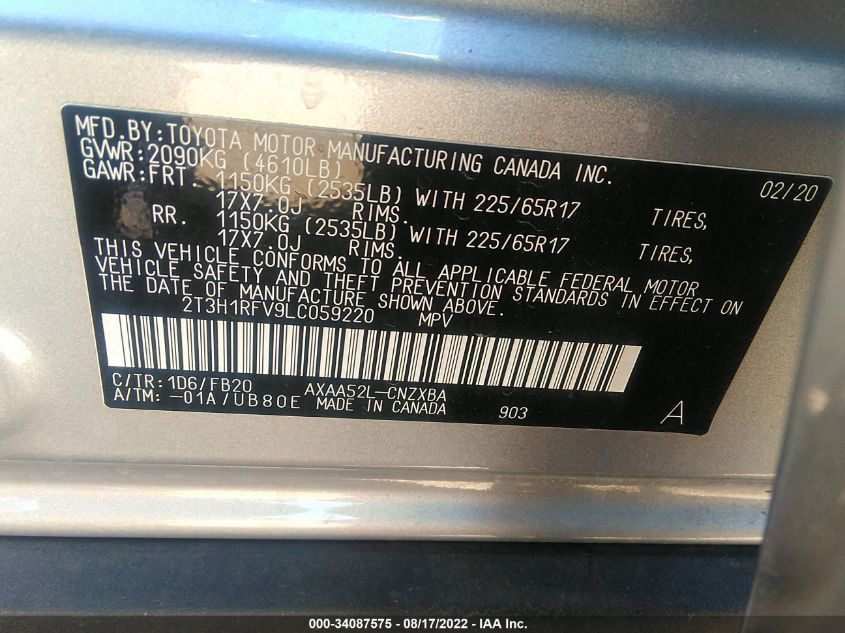 MFD.BY:TOYOTA MOTOR MANUFACTURING CANADA INC.
GVWR:2090KG (4610LB) 02/20
GAWR:FRT. 1150KG (2535LB) WITH 225/65R17 TIRES,
17X7.0J RIMS.
RR. 1150KG (2535LB) WITH 225/65R17 TIRES,
17X7.0J RIMS.
THIS VEHICLE CONFORMS TO ALL APPLICABLE FEDERAL MOTOR
VEHICLE SAFETY AND THEFT PREVENTION STANDARDS IN EFFECT ON
THE DATE OF MANUFACTURE SHOWN ABOVE.
2T3H1RFV9LC059220 MPV
C/TR:1D6/FB20 AXAA52L-CNZXBA
A/TM:-01A/UB80E MADE IN CANADA 903 A
000-34087575 - 08/17/2022 - IAA Inc.